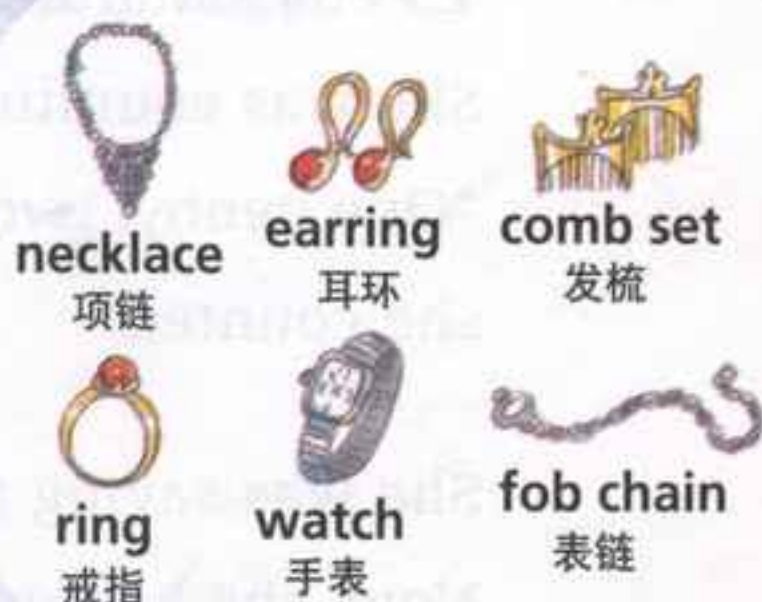 necklace
项链
earring
耳环
comb set
发梳
ring
戒指
watch
手表
fob chain
表链